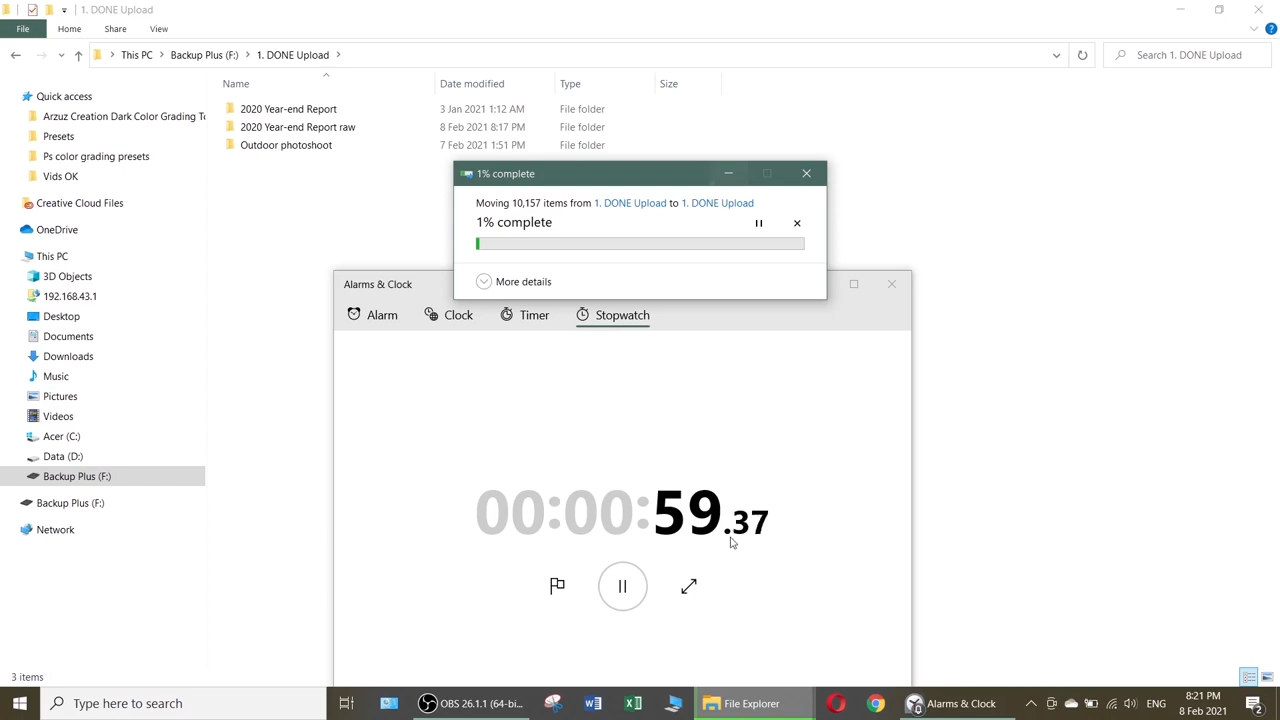 1. DONE Upload
File Home Share View
This PC Backup Plus (F:) 1. DONE Upload Search 1. DONE Upload
Name Date modified Type Size
2020 Year-end Report 3 Jan 2021 1:12 AM File folder
2020 Year-end Report raw 8 Feb 2021 8:17 PM File folder
Outdoor photoshoot 7 Feb 2021 1:51 PM File folder
Quick access
Arzuz Creation Dark Color Grading To
Presets
Ps color grading presets
Vids OK
Creative Cloud Files
OneDrive
This PC
3D Objects
192.168.43.1
Desktop
Documents
Downloads
Music
Pictures
Videos
Acer (C:)
Data (D:)
Backup Plus (F:)
Backup Plus (F:)
Network
1% complete
Moving 10,157 items from 1. DONE Upload to 1. DONE Upload
1% complete
More details
Alarms & Clock
Alarm Clock Timer Stopwatch
00:00:59.37
3 items
Type here to search
OBS 26.1.1 (64-bi...
File Explorer
Alarms & Clock
ENG
8:21 PM
8 Feb 2021
2